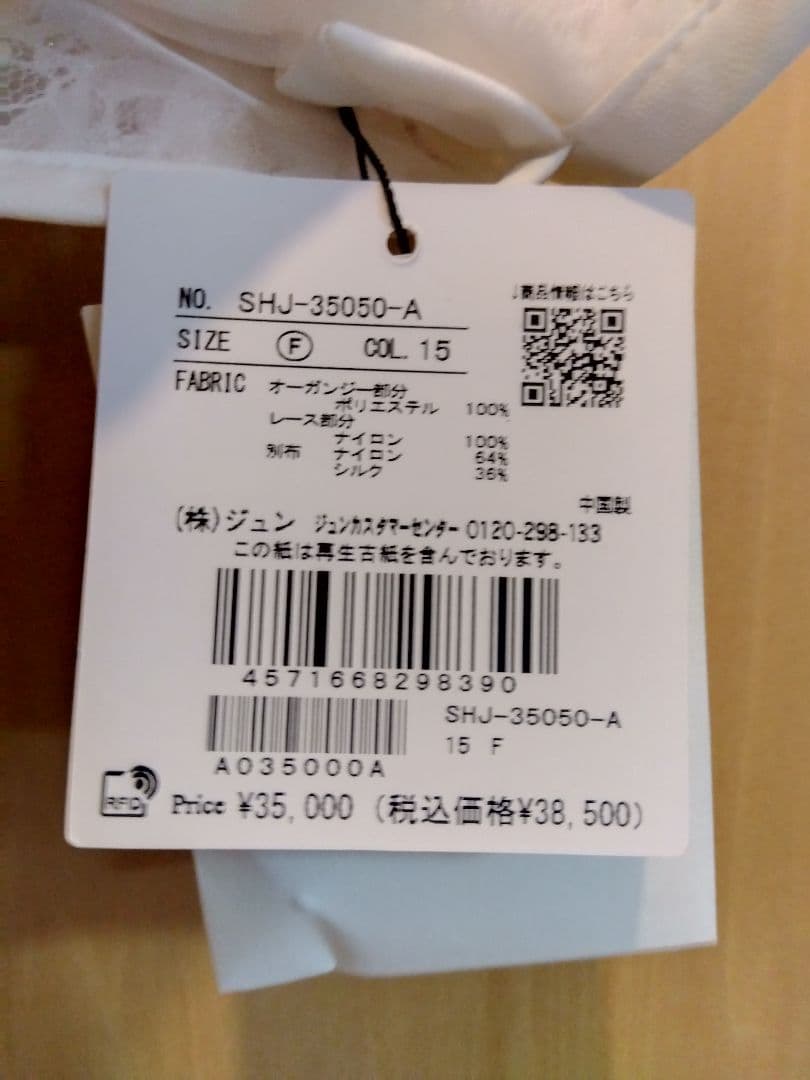 NO. SHJ-35050-A
↓商品情報はこちら
SIZE Ⓕ COL. 15
FABRIC オーガンジー部分
ポリエステル 100%
レース部分
ナイロン 100%
別布 ナイロン 64%
シルク 36%
中国製
(株)ジュン ジュンカスタマーセンター 0120-298-133
この紙は再生古紙を含んでおります。
4571668298390
SHJ-35050-A
15 F
A035000A
RFID Price ¥35,000 (税込価格¥38,500)